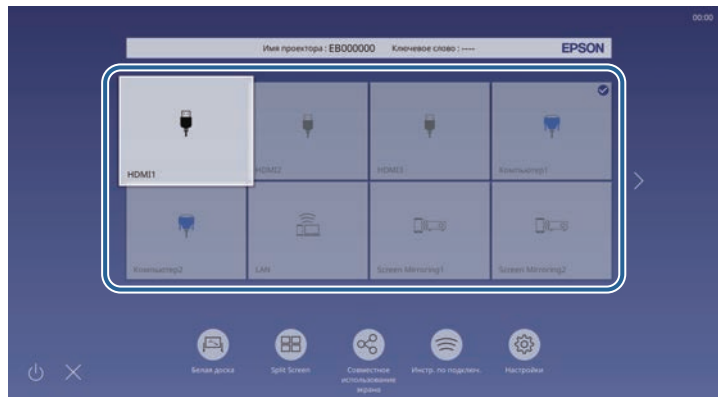 00:00
Имя проектора : EB000000 Ключевое слово : ----
EPSON
HDMI1
HDMI2
HDMI3
Компьютер1
Компьютер2
LAN
Screen Mirroring1
Screen Mirroring2
Белая доска
Split Screen
Совместное
использование
экрана
Инстр. по подключ.
Настройки